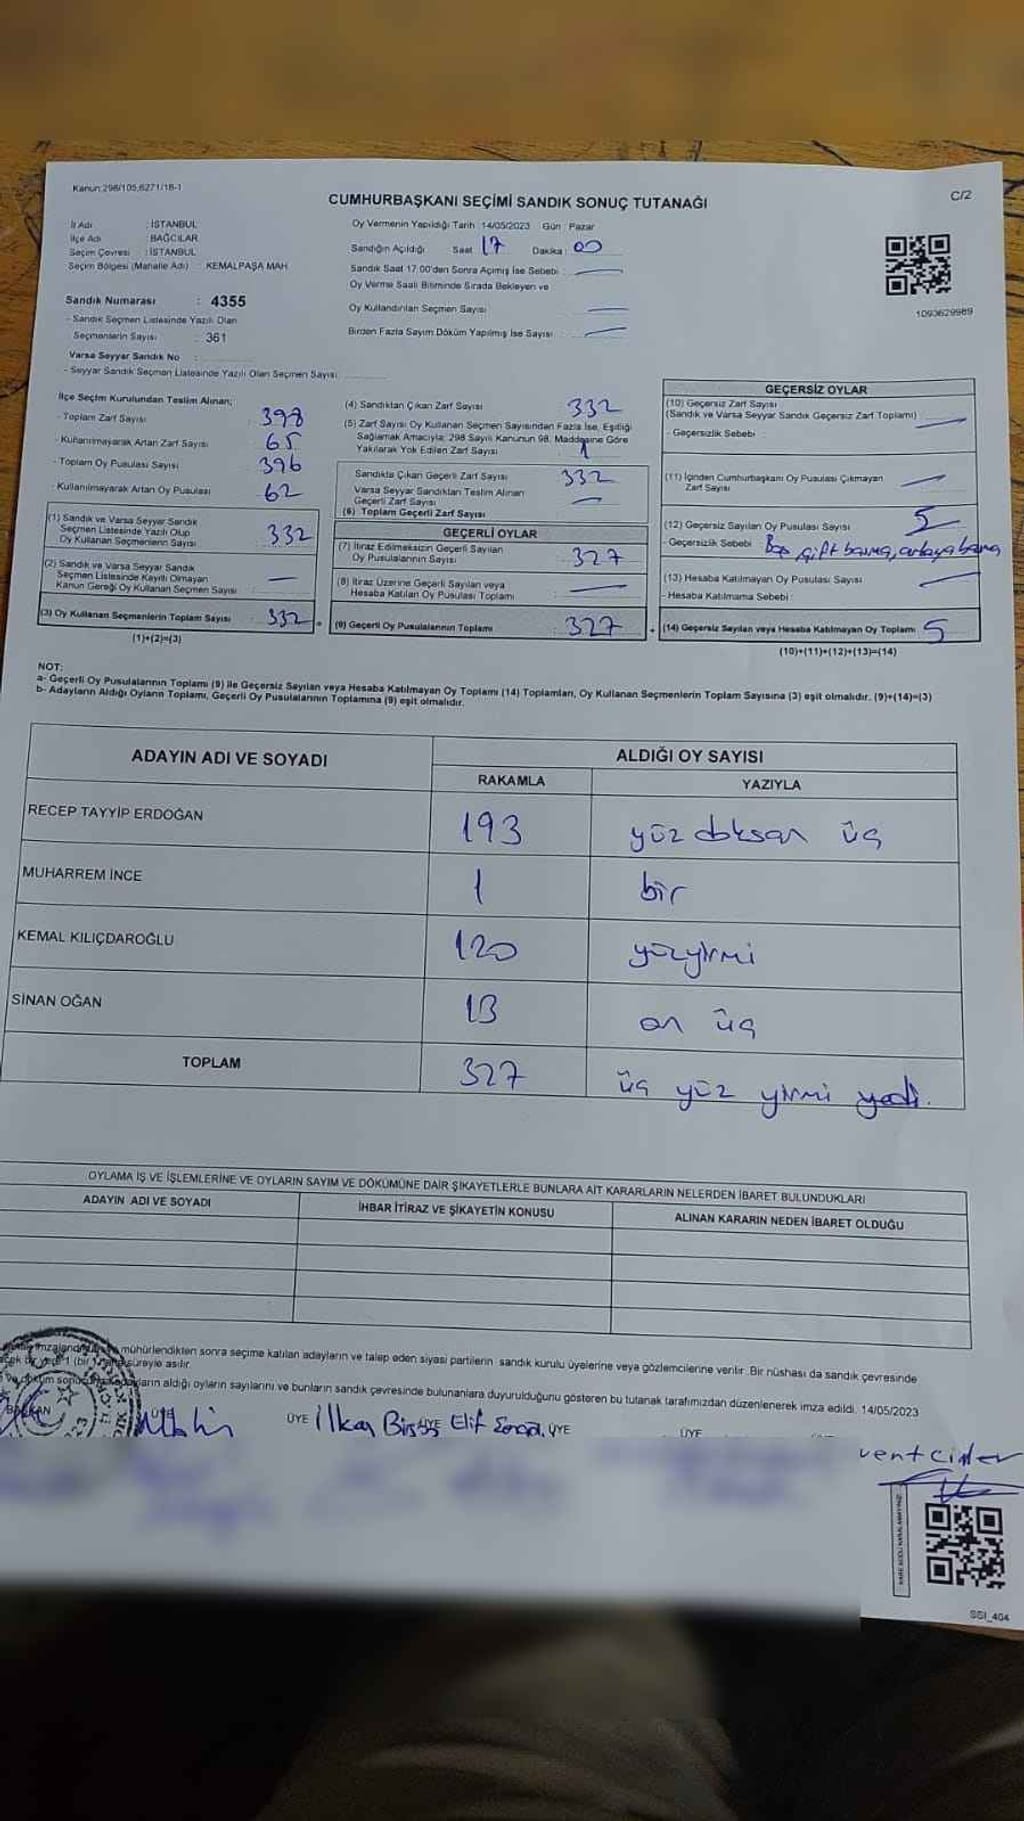 Kanun:298/105,6271/18-1
C/2
CUMHURBAŞKANI SEÇİMİ SANDIK SONUÇ TUTANAĞI
İl Adı : İSTANBUL
İlçe Adı : BAĞCILAR
Seçim Çevresi : İSTANBUL
Seçim Bölgesi (Mahalle Adı) : KEMALPAŞA MAH
Oy Vermenin Yapıldığı Tarih 14/05/2023 Gün Pazar
Sandığın Açıldığı Saat 17 Dakika : 00
Sandık Saat 17:00'den Sonra Açımış İse Sebebi :
Oy Verme Saati Bitiminde Sırada Bekleyen ve
Oy Kullandırılan Seçmen Sayısı
Birden Fazla Sayım Döküm Yapılmış İse Sayısı
1093629989
Sandık Numarası : 4355
- Sandık Seçmen Listesinde Yazılı Olan
Seçmenlerin Sayısı : 361
Varsa Seyyar Sandık No :
- Seyyar Sandık Seçmen Listesinde Yazılı Olan Seçmen Sayısı
İlçe Seçim Kurulundan Teslim Alınan;
- Toplam Zarf Sayısı 398
- Kullanılmayarak Artan Zarf Sayısı 65
- Toplam Oy Pusulası Sayısı 396
- Kullanılmayarak Artan Oy Pusulası 62
(1) Sandık ve Varsa Seyyar Sandık
Seçmen Listesinde Yazılı Olup
Oy Kullanan Seçmenlerin Sayısı 332
(2) Sandık ve Varsa Seyyar Sandık
Seçmen Listesinde Kayıtlı Olmayan
Kanun Gereği Oy Kullanan Seçmen Sayısı —
(3) Oy Kullanan Seçmenlerin Toplam Sayısı : 332
(1)+(2)=(3)
(4) Sandıktan Çıkan Zarf Sayısı 332
(5) Zarf Sayısı Oy Kullanan Seçmen Sayısından Fazla İse, Eşitliği
Sağlamak Amacıyla; 298 Sayılı Kanunun 98. Maddesine Göre
Yakılarak Yok Edilen Zarf Sayısı 1
Sandıkta Çıkan Geçerli Zarf Sayısı 332
Varsa Seyyar Sandıktan Teslim Alınan
Geçerli Zarf Sayısı —
(6) Toplam Geçerli Zarf Sayısı
GEÇERLİ OYLAR
(7) İtiraz Edilmeksizin Geçerli Sayılan
Oy Pusulalarının Sayısı : 327
(8) İtiraz Üzerine Geçerli Sayılan veya
Hesaba Katılan Oy Pusulası Toplamı : —
(9) Geçerli Oy Pusulalarının Toplamı : 327
GEÇERSİZ OYLAR
(10) Geçersiz Zarf Sayısı
(Sandık ve Varsa Seyyar Sandık Geçersiz Zarf Toplamı) —
- Geçersizlik Sebebi :
(11) İçinden Cumhurbaşkanı Oy Pusulası Çıkmayan
Zarf Sayısı —
(12) Geçersiz Sayılan Oy Pusulası Sayısı 5
- Geçersizlik Sebebi : Boş çift basma, ortaya basma
(13) Hesaba Katılmayan Oy Pusulası Sayısı —
- Hesaba Katılmama Sebebi :
(14) Geçersiz Sayılan veya Hesaba Katılmayan Oy Toplamı 5
(10)+(11)+(12)+(13)=(14)
NOT:
a- Geçerli Oy Pusulalarının Toplamı (9) ile Geçersiz Sayılan veya Hesaba Katılmayan Oy Toplamı (14) Toplamları, Oy Kullanan Seçmenlerin Toplam Sayısına (3) eşit olmalıdır. (9)+(14)=(3)
b- Adayların Aldığı Oyların Toplamı, Geçerli Oy Pusulalarının Toplamına (9) eşit olmalıdır.
ADAYIN ADI VE SOYADI
ALDIĞI OY SAYISI
RAKAMLA YAZIYLA
RECEP TAYYİP ERDOĞAN 193 yüz doksan üç
MUHARREM İNCE 1 bir
KEMAL KILIÇDAROĞLU 120 yüzyirmi
SİNAN OĞAN 13 on üç
TOPLAM 327 üç yüz yirmi yedi.
OYLAMA İŞ VE İŞLEMLERİNE VE OYLARIN SAYIM VE DÖKÜMÜNE DAİR ŞİKAYETLERLE BUNLARA AİT KARARLARIN NELERDEN İBARET BULUNDUKLARI
ADAYIN ADI VE SOYADI İHBAR İTİRAZ VE ŞİKAYETİN KONUSU ALINAN KARARIN NEDEN İBARET OLDUĞU
mühürlendikten sonra seçime katılan adayların ve talep eden siyasi partilerin sandık kurulu üyelerine veya gözlemcilerine verilir. Bir nüshası da sandık çevresinde
süreyle asılır.
aldığı oyların sayılarını ve bunların sandık çevresinde bulunanlara duyurulduğunu gösteren bu tutanak tarafımızdan düzenlenerek imza edildi. 14/05/2023
BAŞKAN ÜYE ÜYE İlkay ÜYE Elif ÜYE ÜYE
SSI_404